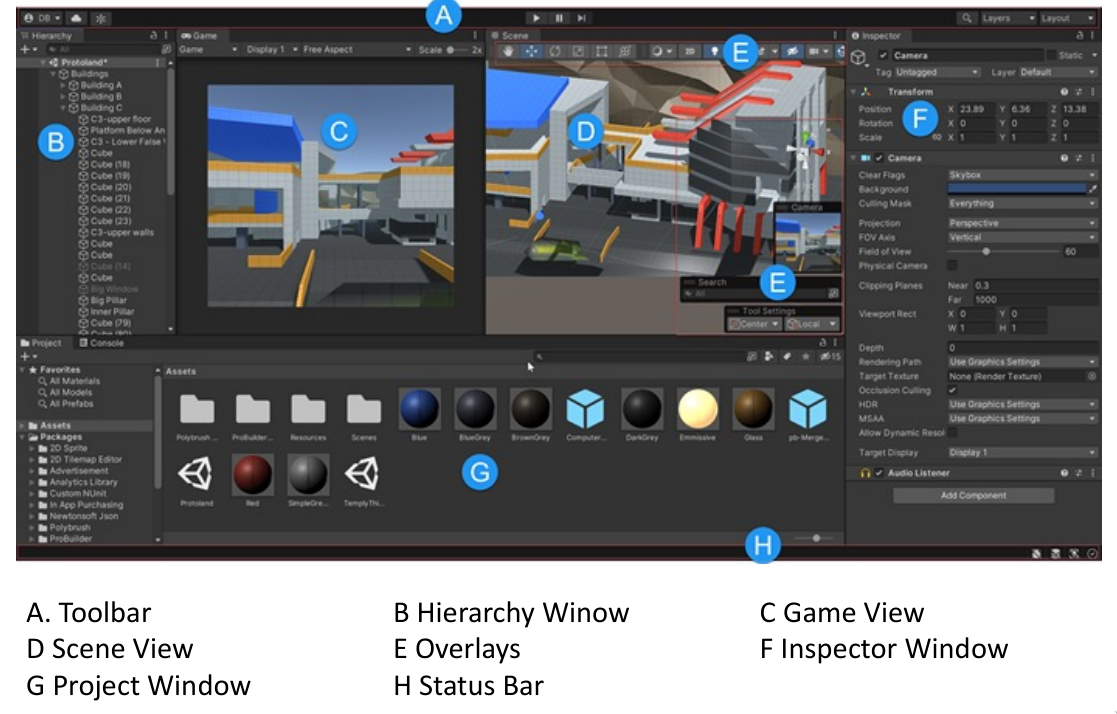 A
DB
Layers
Layout
Hierarchy
All
Protoland*
Buildings
Building A
Building B
Building C
C3-upper floor
Platform Below An
C3 - Lower False
Cube
Cube (18)
Cube (19)
Cube (20)
Cube (21)
Cube (22)
Cube (23)
C3-upper walls
Cube
Cube
Cube (14)
Cube
Big Window
Big Pillar
Inner Pillar
Cube (79)
Cube (80)
B
Game
Game Display 1 Free Aspect Scale 2x
C
Scene
2D
E
D
Camera
E
Search
All
Tool Settings
Center Local
Inspector
Camera Static
Tag Untagged Layer Default
Transform
Position X 23.89 Y 6.36 Z 13.38
Rotation X 0 Y 0 Z 0
Scale X 1 Y 1 Z 1
F
Camera
Clear Flags Skybox
Background
Culling Mask Everything
Projection Perspective
FOV Axis Vertical
Field of View 60
Physical Camera
Clipping Planes Near 0.3
Far 1000
Viewport Rect X 0 Y 0
W 1 H 1
Depth 0
Rendering Path Use Graphics Settings
Target Texture None (Render Texture)
Occlusion Culling
HDR Use Graphics Settings
MSAA Use Graphics Settings
Allow Dynamic Resol
Target Display Display 1
Audio Listener
Add Component
Project Console
15
Favorites
All Materials
All Models
All Prefabs
Assets
Packages
2D Sprite
2D Tilemap Editor
Advertisement
Analytics Library
Custom NUnit
In App Purchasing
Newtonsoft Json
Polybrush
ProBuilder
Assets
Polybrush ... ProBuilder... Resources Scenes Blue BlueGrey BrownGrey Computer... DarkGrey Emmissive Glass pb-Merge...
Protoland Red SimpleGre... TemplyThi...
G
H
A. Toolbar B Hierarchy Winow C Game View
D Scene View E Overlays F Inspector Window
G Project Window H Status Bar